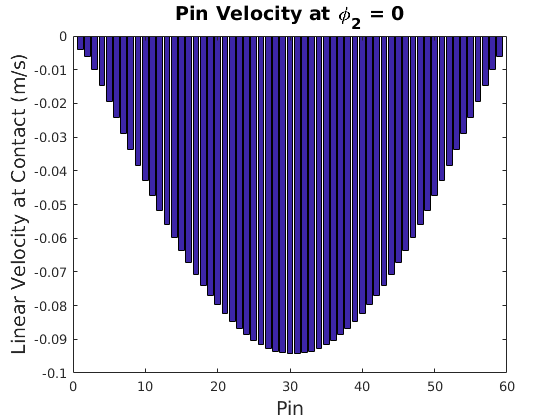 Pin Velocity at ϕ₂ = 0
Linear Velocity at Contact (m/s)
0
-0.01
-0.02
-0.03
-0.04
-0.05
-0.06
-0.07
-0.08
-0.09
-0.1
0 10 20 30 40 50 60
Pin